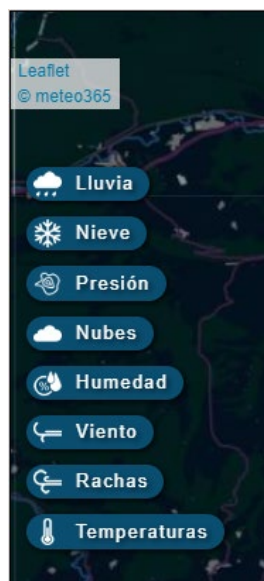 Leaflet
© meteo365
Lluvia
Nieve
Presión
Nubes
% Humedad
Viento
Rachas
Temperaturas